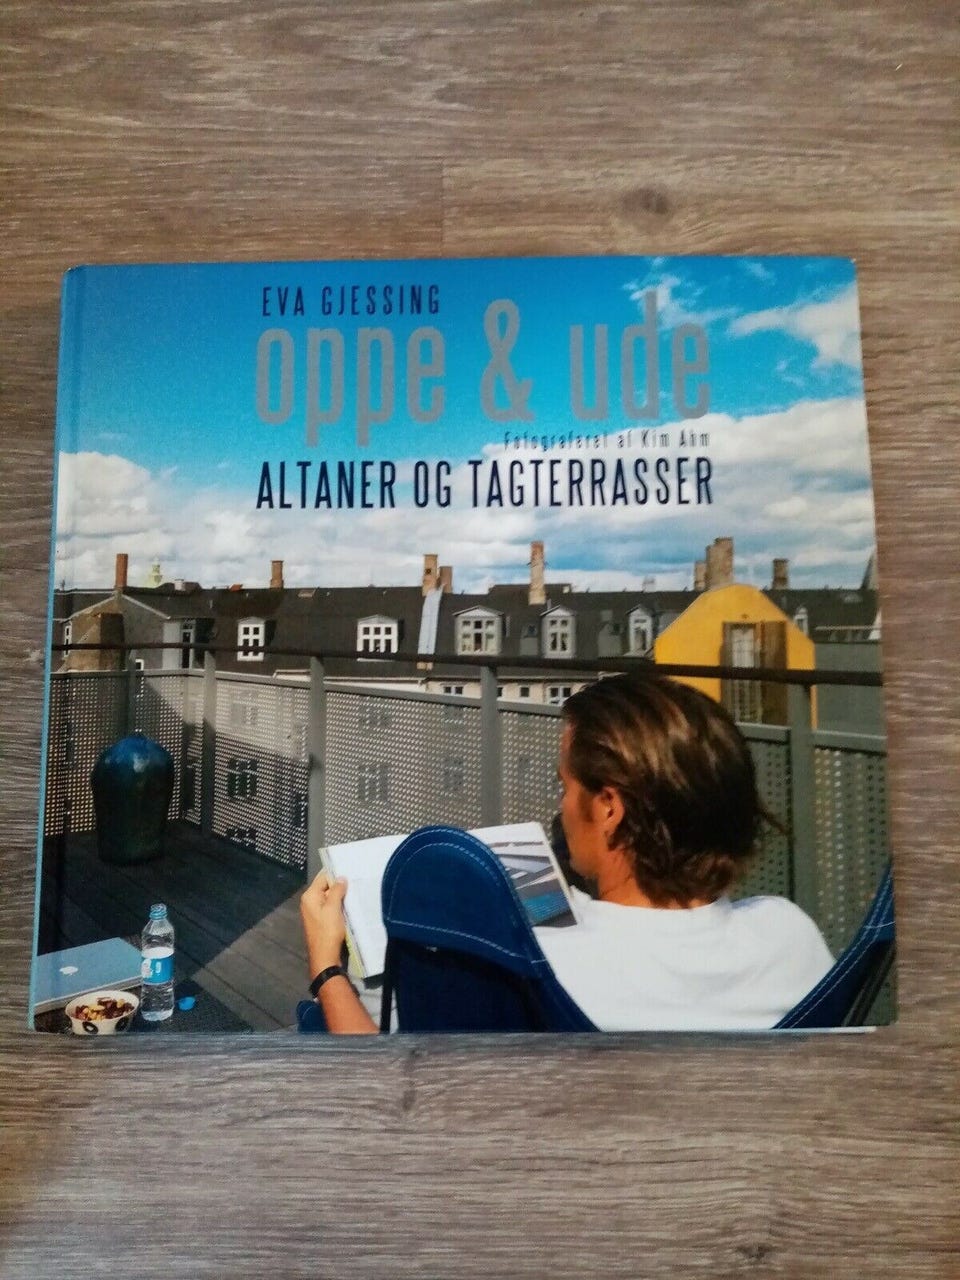 EVA GJESSING
oppe & ude
Fotograferet af Kim Ahm
ALTANER OG TAGTERRASSER